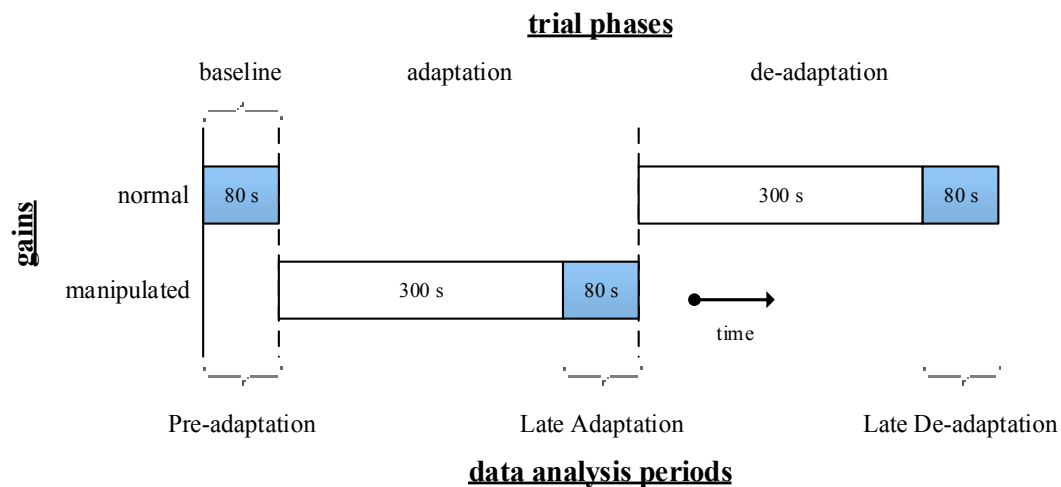 trial phases
baseline
adaptation
de-adaptation
gains
normal
80 s
300 s
80 s
manipulated
300 s
80 s
time
Pre-adaptation
Late Adaptation
Late De-adaptation
data analysis periods